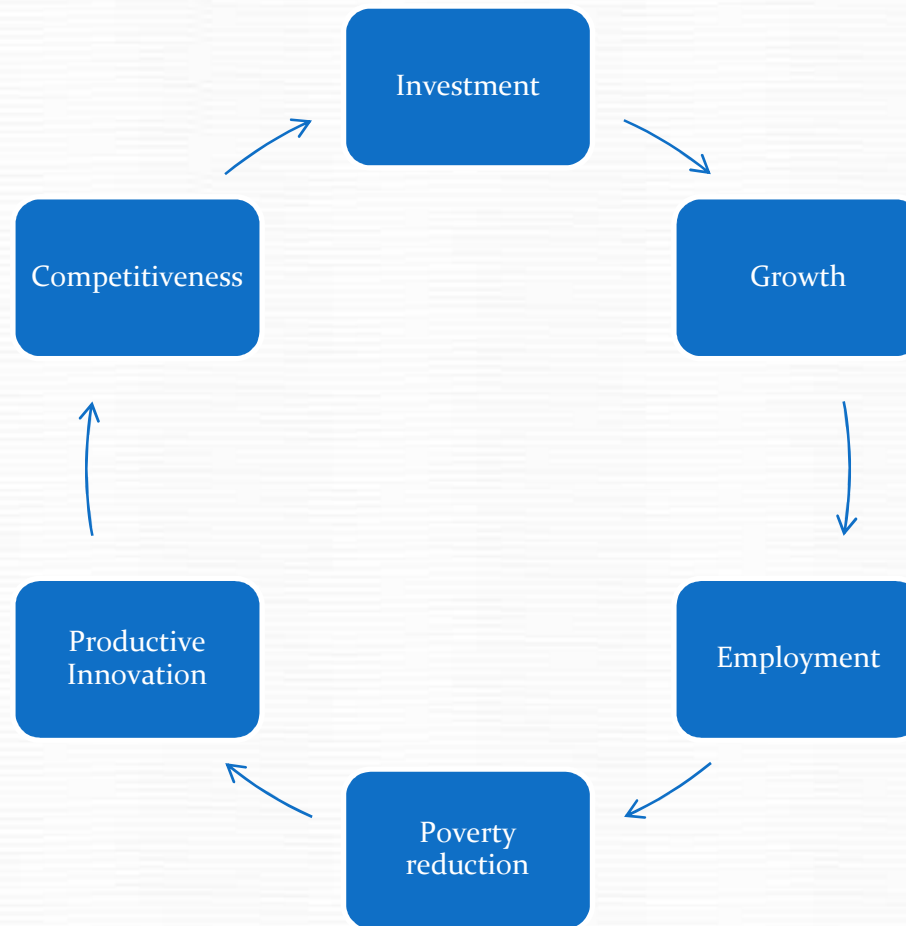 Investment
Growth
Employment
Poverty
reduction
Productive
Innovation
Competitiveness